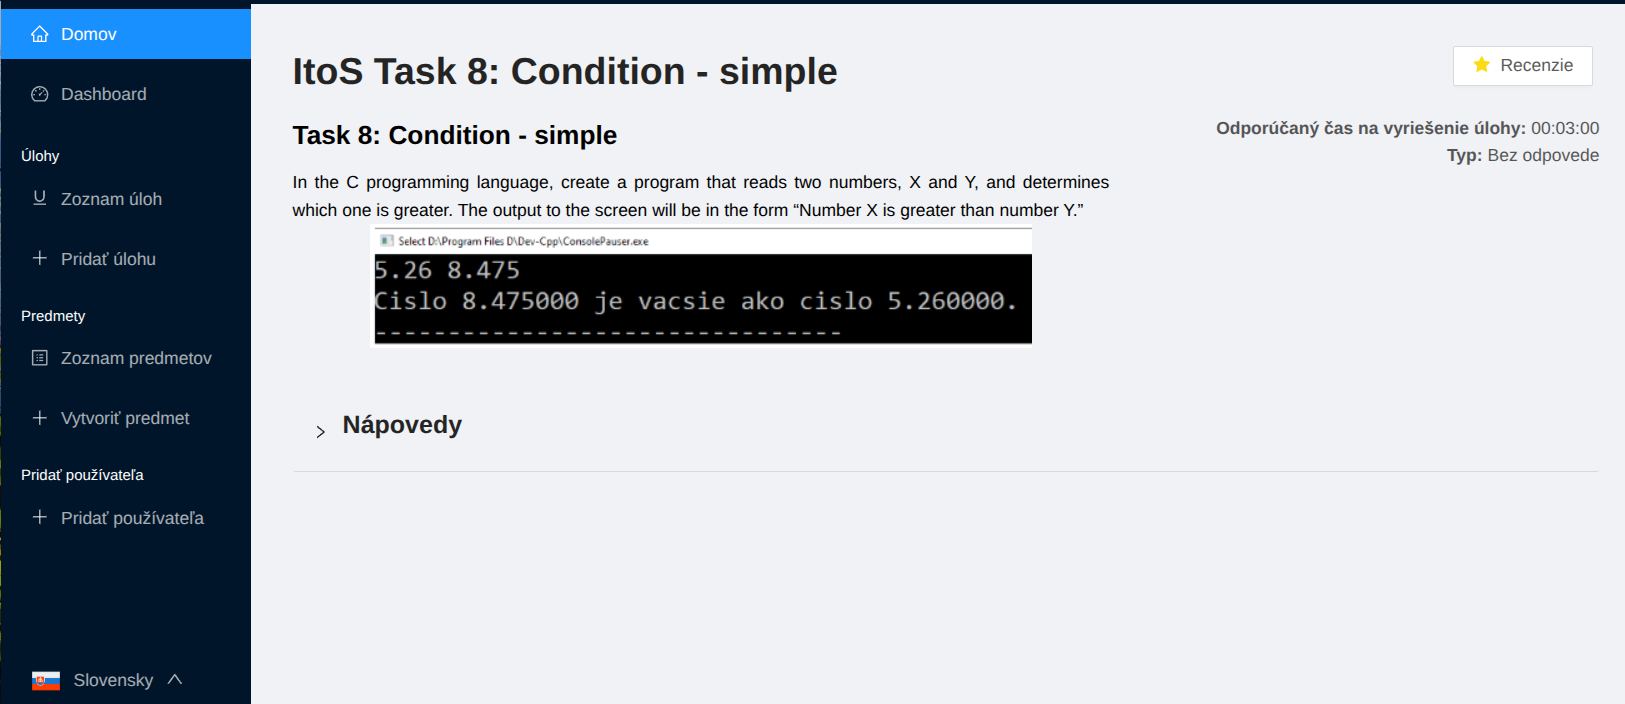 Domov
Dashboard
Úlohy
Zoznam úloh
Pridať úlohu
Predmety
Zoznam predmetov
Vytvoriť predmet
Pridať používateľa
Pridať používateľa
Slovensky
ItoS Task 8: Condition - simple
Recenzie
Task 8: Condition - simple
Odporúčaný čas na vyriešenie úlohy: 00:03:00
Typ: Bez odpovede
In the C programming language, create a program that reads two numbers, X and Y, and determines
which one is greater. The output to the screen will be in the form “Number X is greater than number Y.”
Select D:\Program Files D\Dev-Cpp\ConsolePauser.exe
5.26 8.475
Cislo 8.475000 je vacsie ako cislo 5.260000.
--------------------------------
Nápovedy